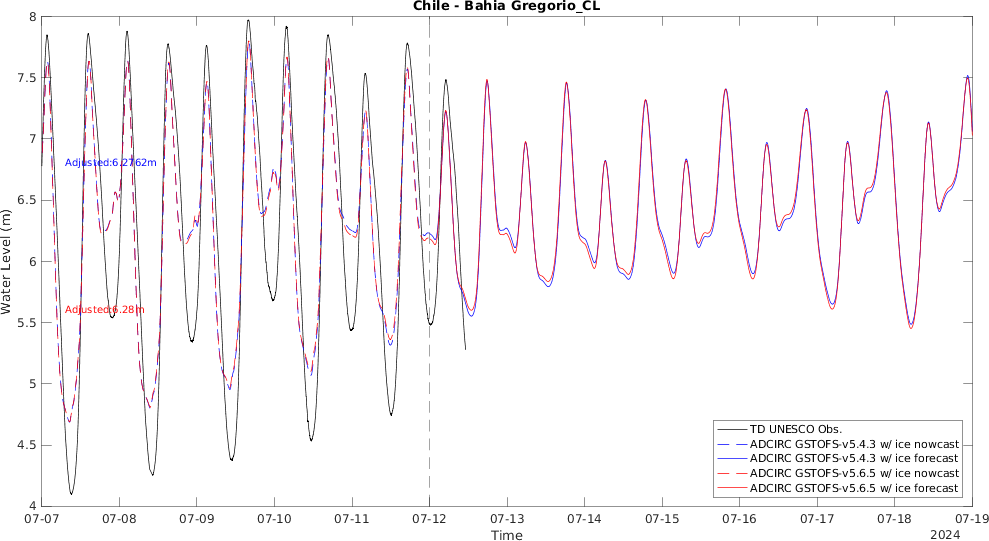 Chile - Bahia Gregorio_CL
Water Level (m)
8
7.5
7
6.5
6
5.5
5
4.5
4
Adjusted:6.2762m
Adjusted:6.28m
TD UNESCO Obs.
ADCIRC GSTOFS-v5.4.3 w/ ice nowcast
ADCIRC GSTOFS-v5.4.3 w/ ice forecast
ADCIRC GSTOFS-v5.6.5 w/ ice nowcast
ADCIRC GSTOFS-v5.6.5 w/ ice forecast
07-07 07-08 07-09 07-10 07-11 07-12 07-13 07-14 07-15 07-16 07-17 07-18 07-19
Time
2024